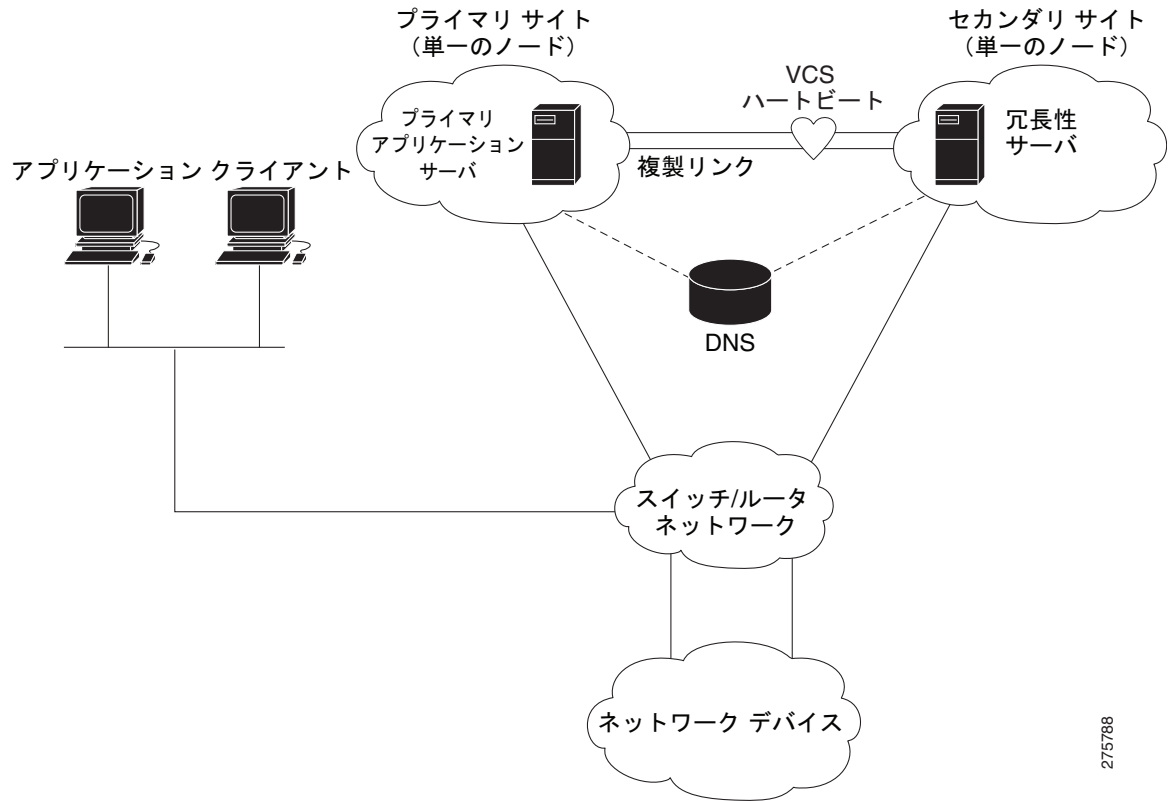 プライマリ サイト
（単一のノード）
セカンダリ サイト
（単一のノード）
VCS
ハートビート
プライマリ
アプリケーション
サーバ
冗長性
サーバ
複製リンク
アプリケーション クライアント
DNS
スイッチ/ルータ
ネットワーク
ネットワーク デバイス
275788